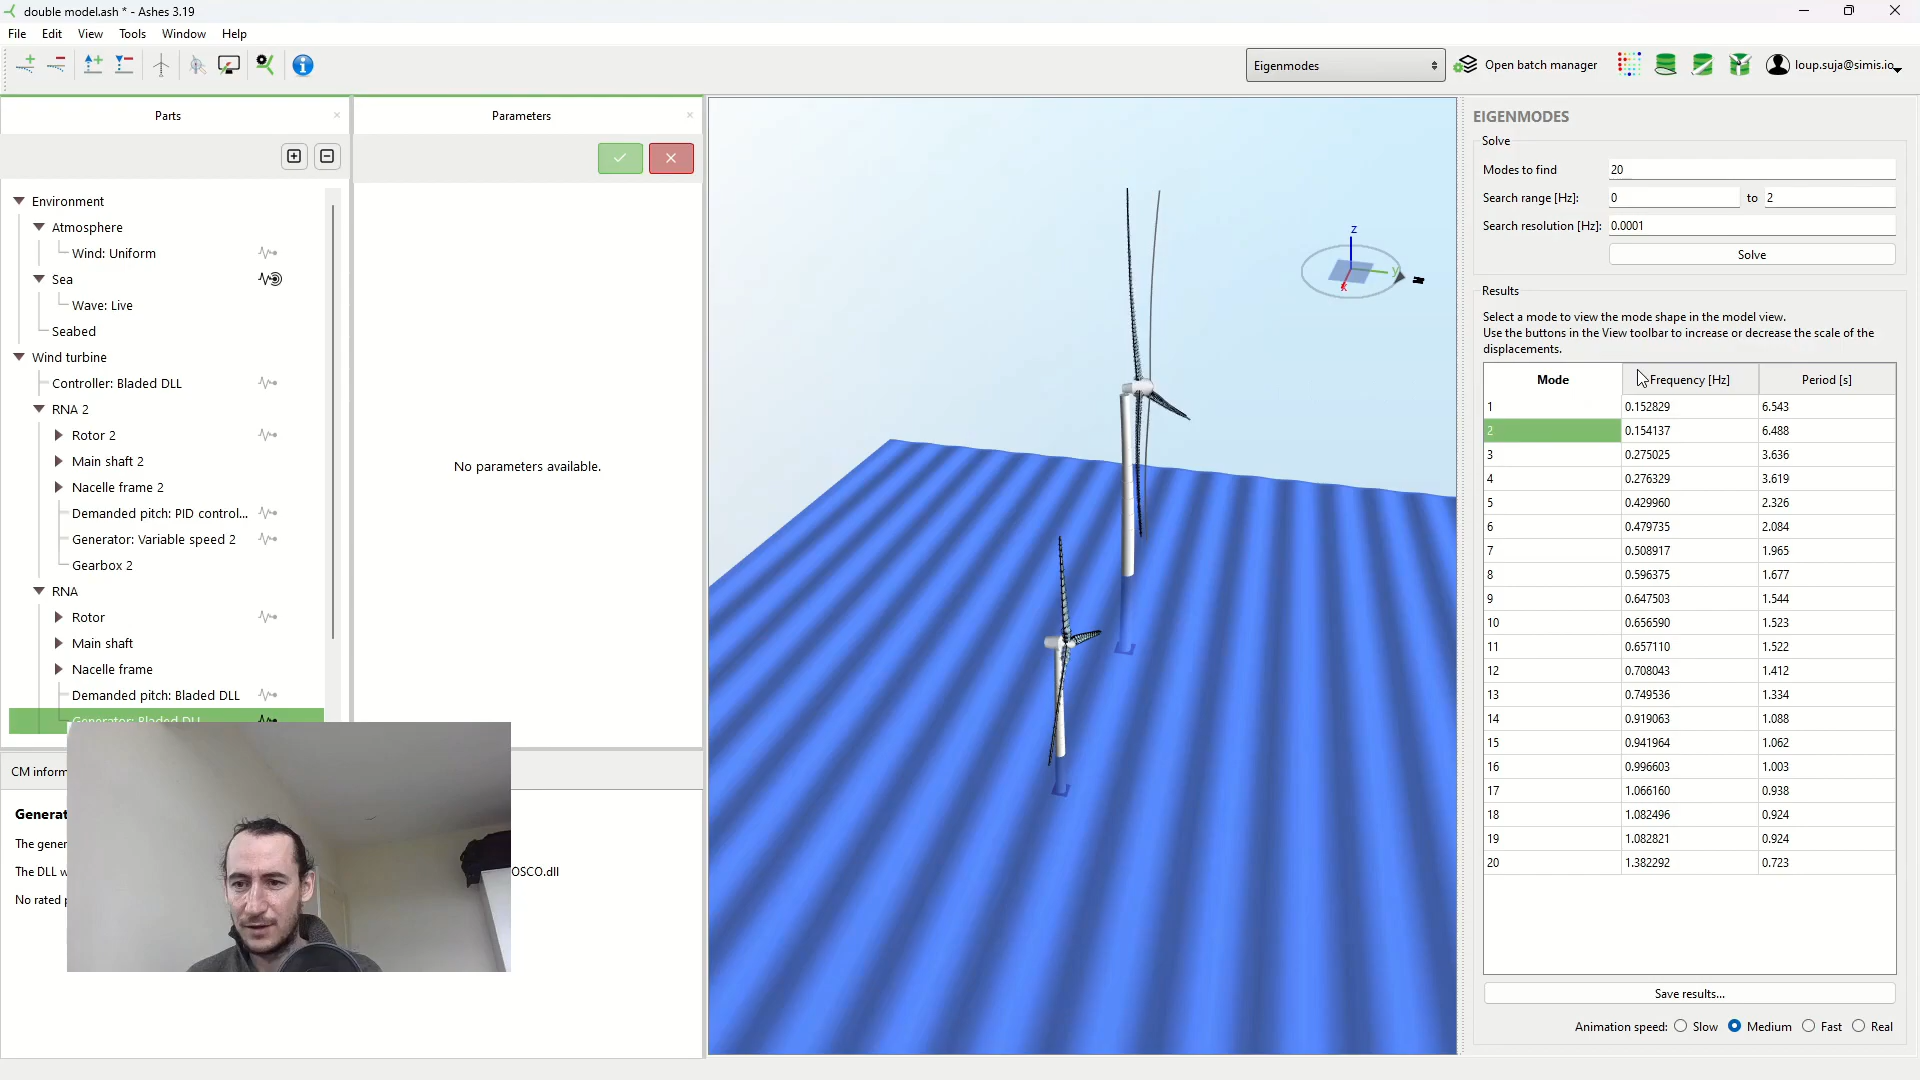 double model.ash * - Ashes 3.19
File Edit View Tools Window Help
Eigenmodes
Open batch manager
loup.suja@simis.io
Parts
Parameters
Environment
Atmosphere
Wind: Uniform
Sea
Wave: Live
Seabed
Wind turbine
Controller: Bladed DLL
RNA 2
Rotor 2
Main shaft 2
Nacelle frame 2
Demanded pitch: PID control...
Generator: Variable speed 2
Gearbox 2
RNA
Rotor
Main shaft
Nacelle frame
Demanded pitch: Bladed DLL
Generator: Bladed DLL
No parameters available.
CM inform
Generat
The gener
The DLL w
OSCO.dll
No rated p
z
y
x
N
EIGENMODES
Solve
Modes to find 20
Search range [Hz]: 0 to 2
Search resolution [Hz]: 0.0001
Solve
Results
Select a mode to view the mode shape in the model view.
Use the buttons in the View toolbar to increase or decrease the scale of the
displacements.
Mode Frequency [Hz] Period [s]
1 0.152829 6.543
2 0.154137 6.488
3 0.275025 3.636
4 0.276329 3.619
5 0.429960 2.326
6 0.479735 2.084
7 0.508917 1.965
8 0.596375 1.677
9 0.647503 1.544
10 0.656590 1.523
11 0.657110 1.522
12 0.708043 1.412
13 0.749536 1.334
14 0.919063 1.088
15 0.941964 1.062
16 0.996603 1.003
17 1.066160 0.938
18 1.082496 0.924
19 1.082821 0.924
20 1.382292 0.723
Save results...
Animation speed: Slow Medium Fast Real